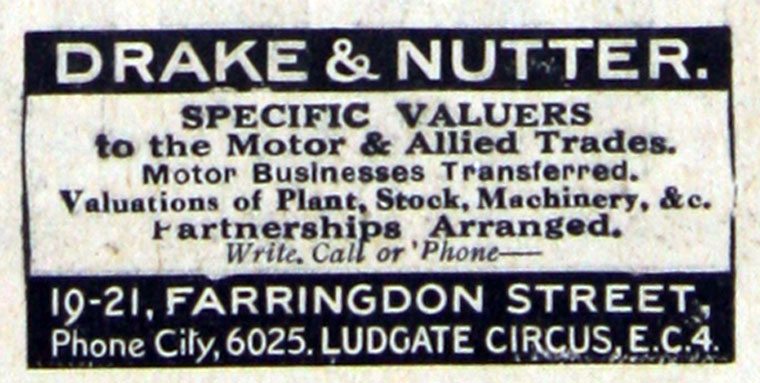 DRAKE & NUTTER.
SPECIFIC VALUERS
to the Motor & Allied Trades.
Motor Businesses Transferred.
Valuations of Plant, Stock, Machinery, &c.
Partnerships Arranged.
Write, Call or 'Phone—
19-21, FARRINGDON STREET,
Phone City, 6025. LUDGATE CIRCUS, E.C.4.